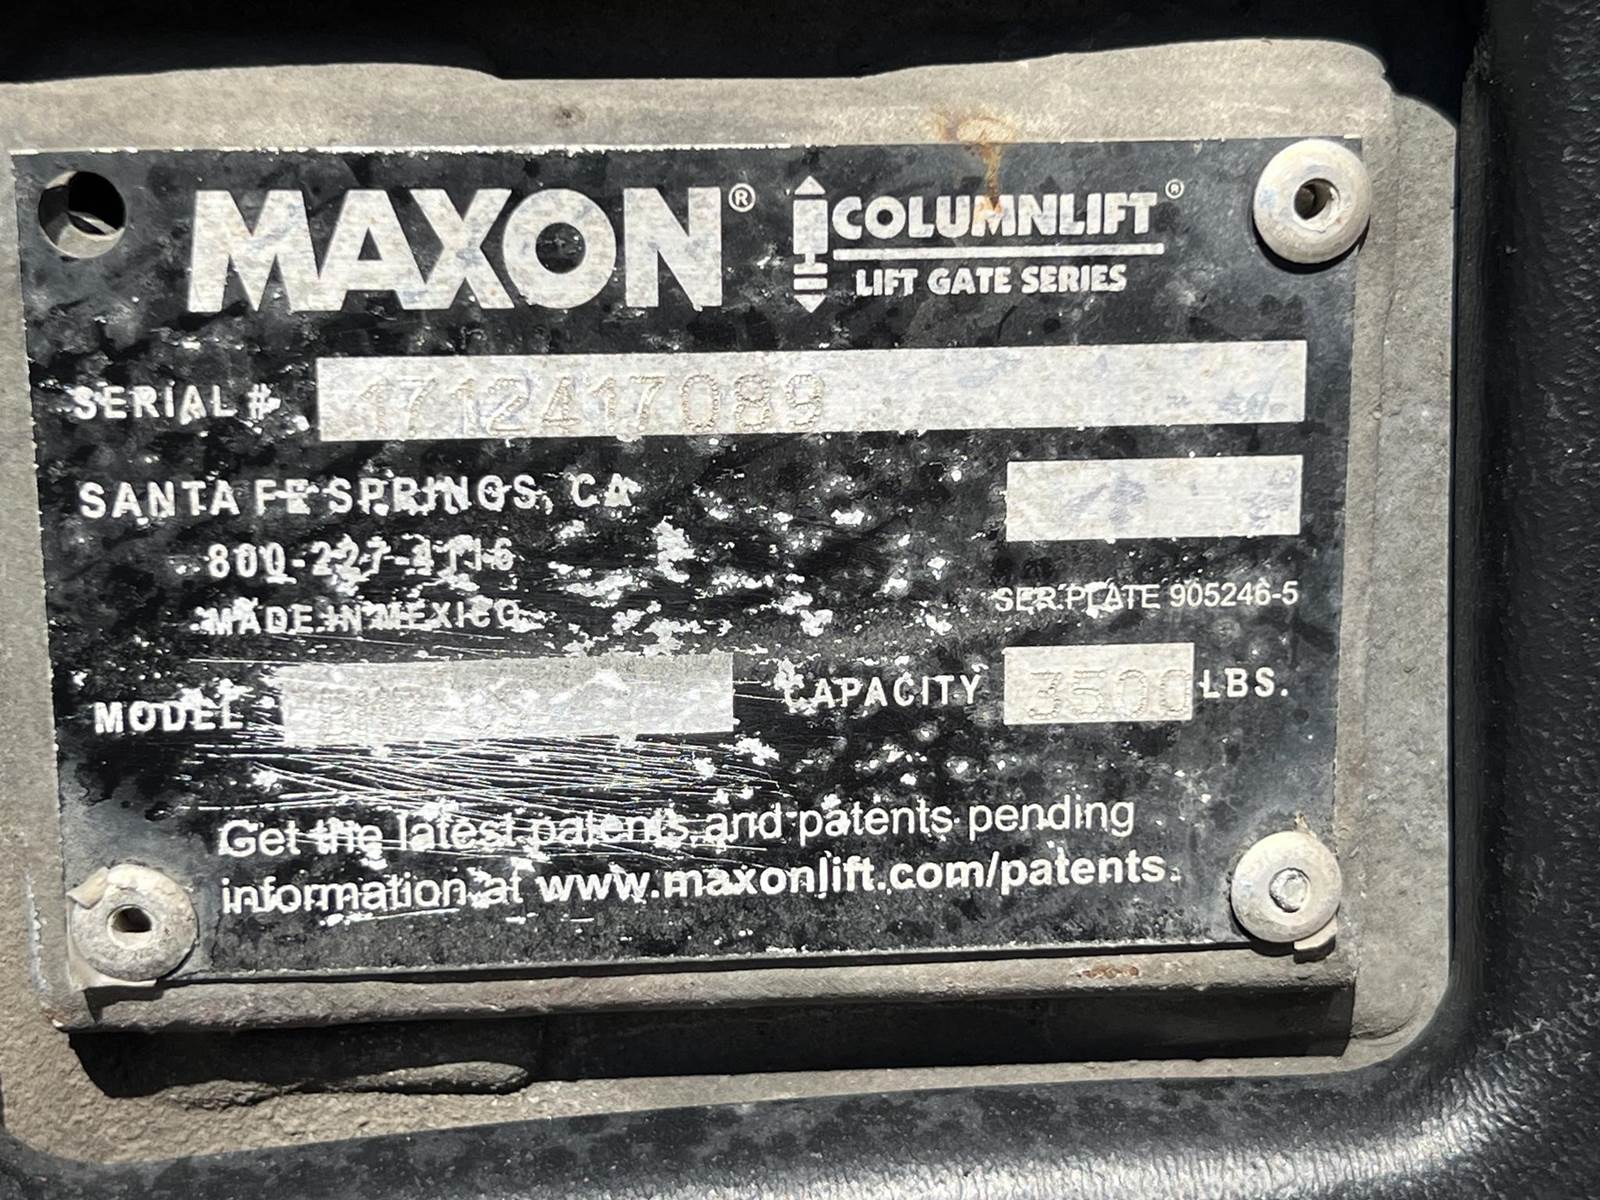 MAXON® COLUMNLIFT®
LIFT GATE SERIES
SERIAL # 1712417089
SANTA FE SPRINGS, CA
800-227-4116
MADE IN MEXICO
SER. PLATE 905246-5
MODEL
CAPACITY 3500 LBS.
Get the latest patents and patents pending
information at www.maxonlift.com/patents.